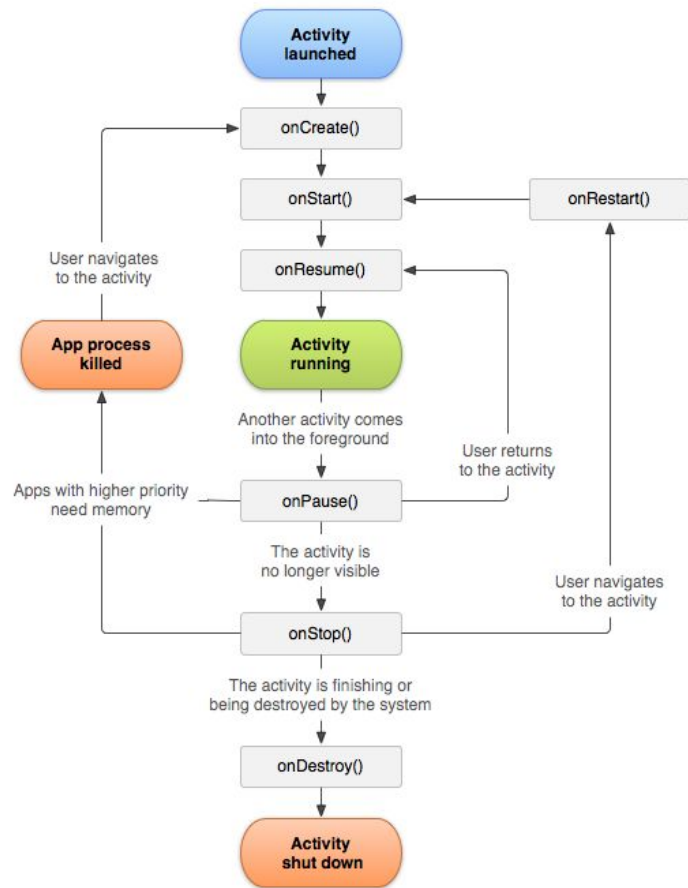 Activity
launched
onCreate()
onStart()
onRestart()
onResume()
User navigates
to the activity
App process
killed
Activity
running
Another activity comes
into the foreground
User returns
to the activity
Apps with higher priority
need memory
onPause()
The activity is
no longer visible
User navigates
to the activity
onStop()
The activity is finishing or
being destroyed by the system
onDestroy()
Activity
shut down